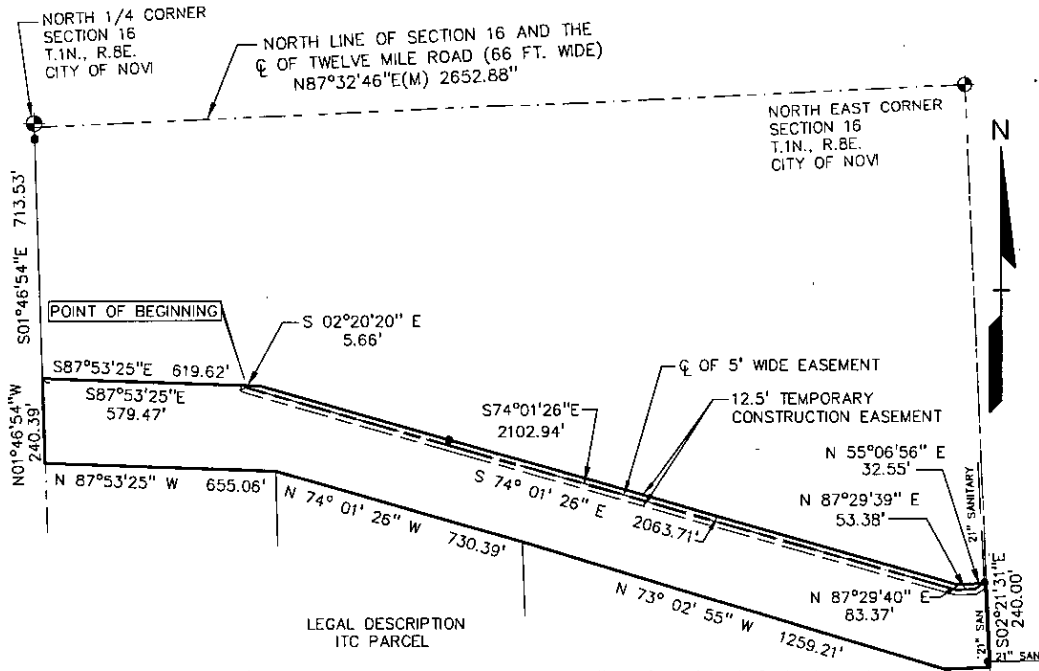 NORTH 1/4 CORNER
SECTION 16
T.1N., R.8E.
CITY OF NOVI
NORTH LINE OF SECTION 16 AND THE
℄ OF TWELVE MILE ROAD (66 FT. WIDE)
N87°32'46"E(M) 2652.88"
NORTH EAST CORNER
SECTION 16
T.1N., R.8E.
CITY OF NOVI
N
S01°46'54"E 713.53'
POINT OF BEGINNING
S 02°20'20" E
5.66'
S87°53'25"E 619.62'
S87°53'25"E
579.47'
N01°46'54"W
240.39'
N 87°53'25" W 655.06'
℄ OF 5' WIDE EASEMENT
S74°01'26"E
2102.94'
12.5' TEMPORARY
CONSTRUCTION EASEMENT
N 55°06'56" E
32.55'
N 87°29'39" E
53.38'
21" SANITARY
S 74° 01' 26" E 2063.71'
N 74° 01' 26" W 730.39'
N 87°29'40" E
83.37'
N 73° 02' 55" W 1259.21'
S02°21'31"E
240.00'
21" SAN
21" SAN
LEGAL DESCRIPTION
ITC PARCEL